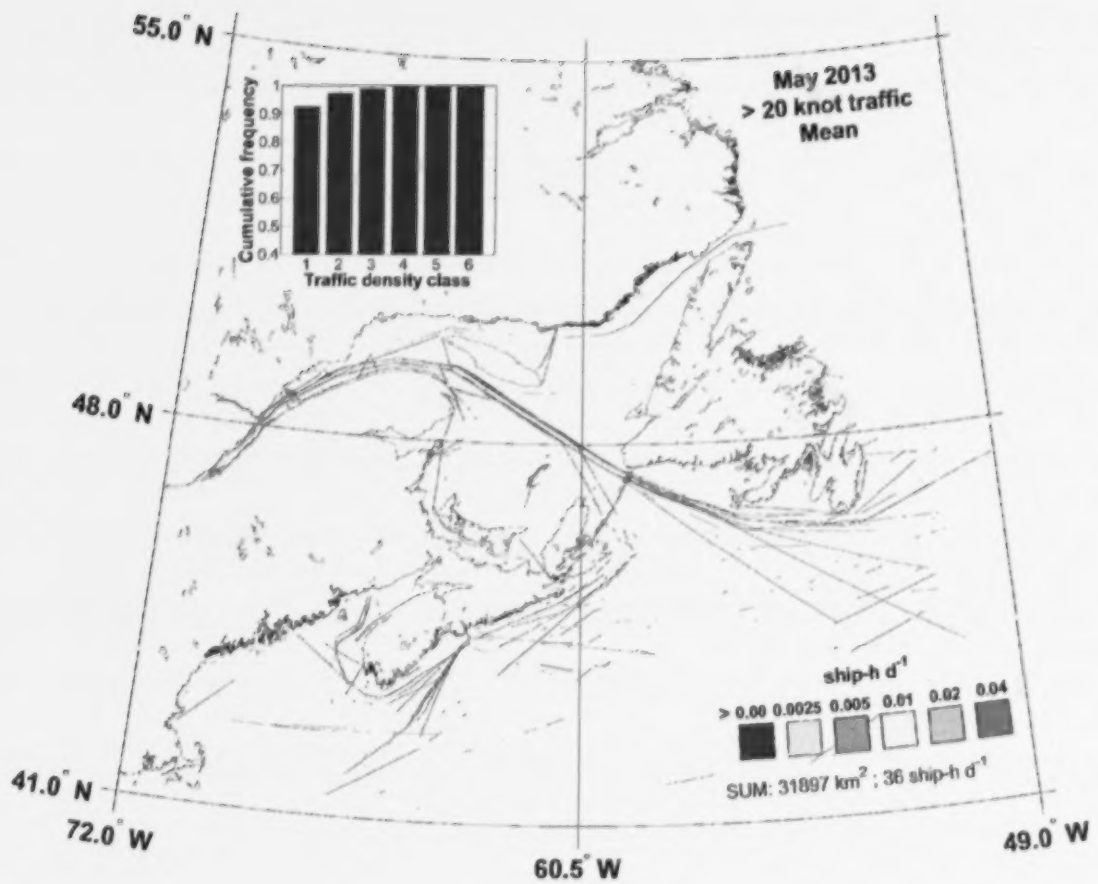 55.0° N
May 2013
> 20 knot traffic
Mean
Cumulative frequency
1
0.9
0.8
0.7
0.6
0.5
0.4
1 2 3 4 5 6
Traffic density class
48.0° N
ship-h d⁻¹
> 0.00 0.0025 0.005 0.01 0.02 0.04
SUM: 31897 km² ; 36 ship-h d⁻¹
41.0° N
72.0° W
60.5° W
49.0° W